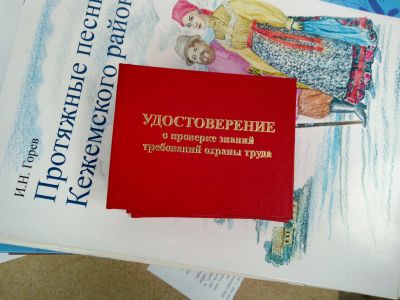 УДОСТОВЕРЕНИЕ
о проверке знаний
требований охраны труда
И.Н. Горев
Протяжные песни
Кежемского район